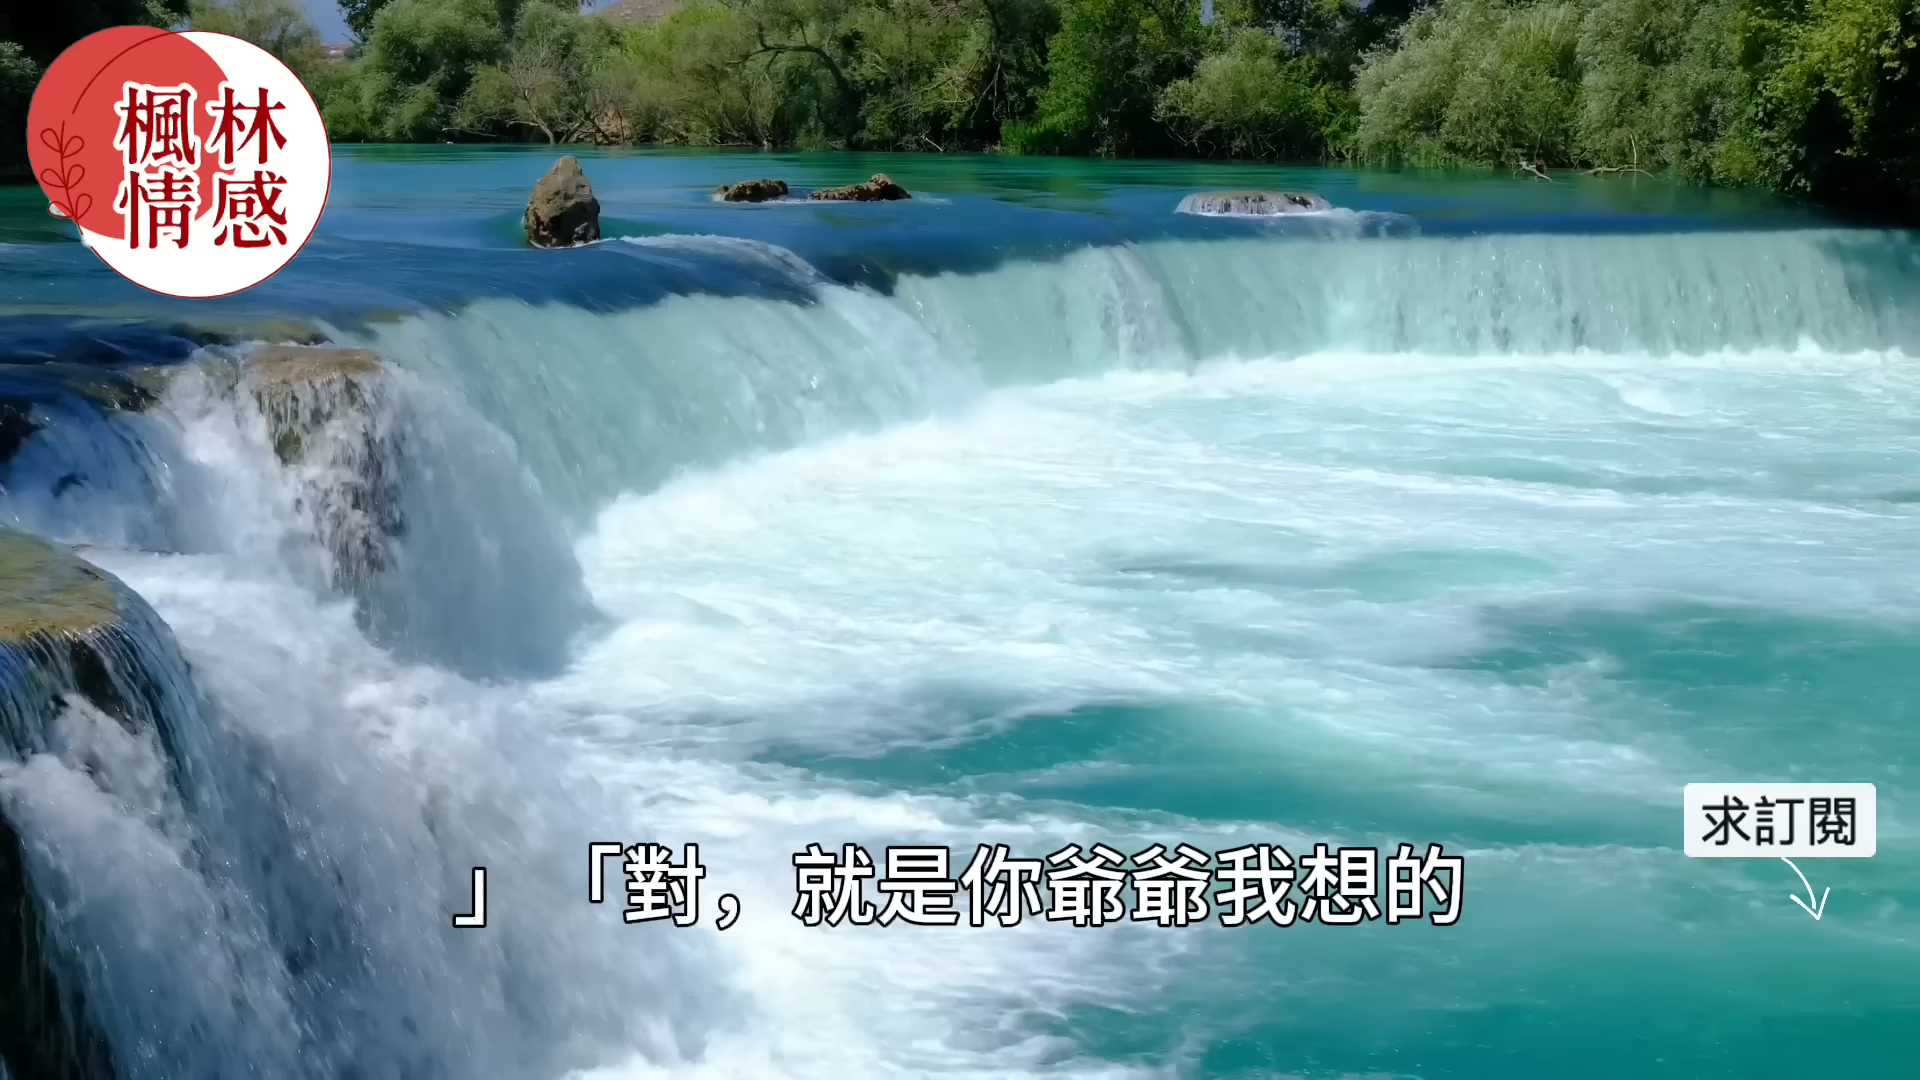 楓林
情感
求訂閱
」 「對，就是你爺爺我想的